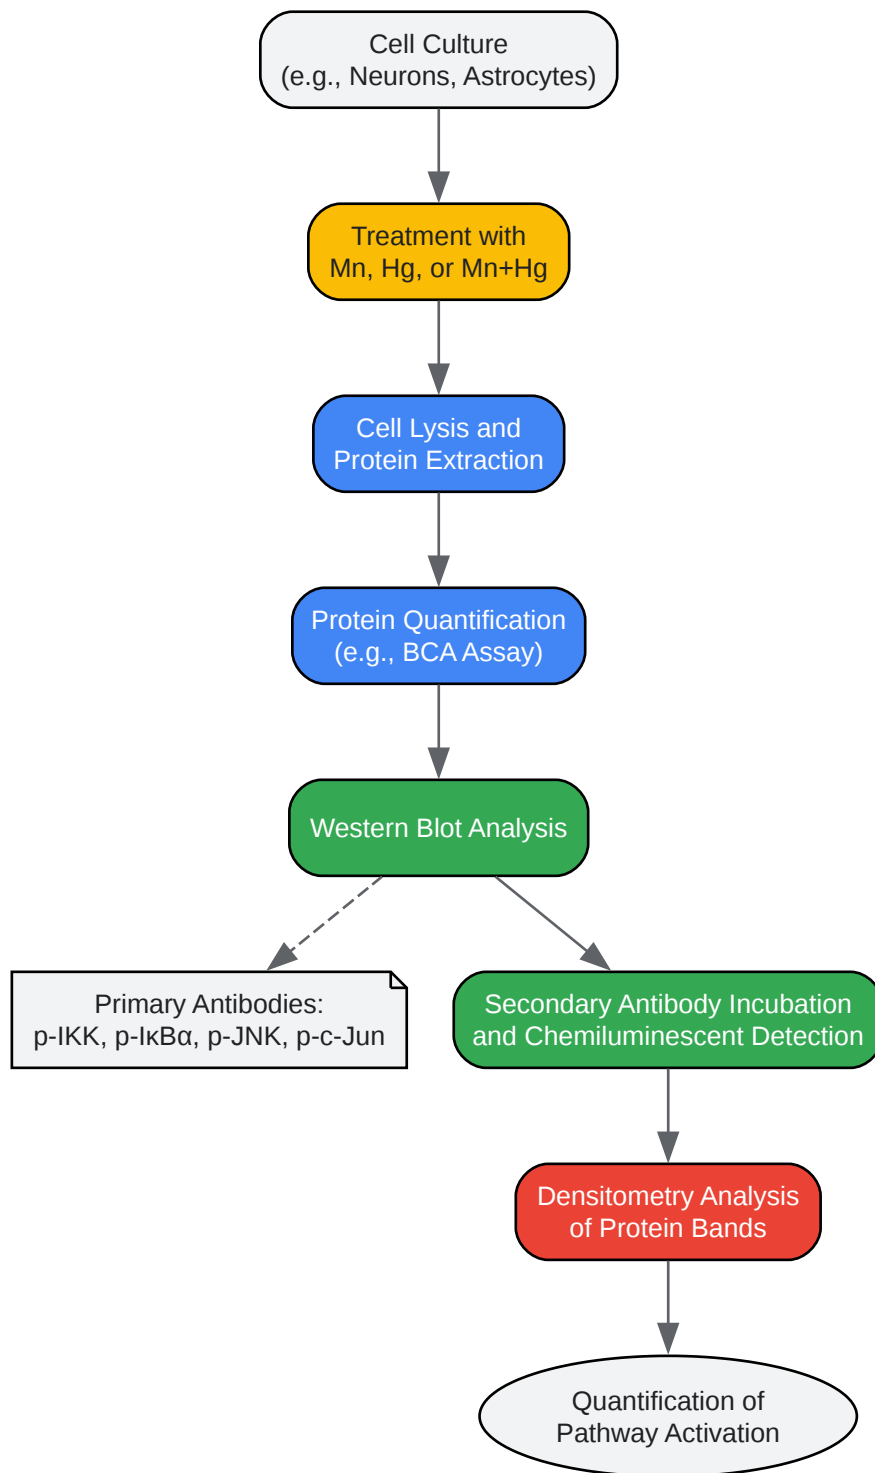 Cell Culture
(e.g., Neurons, Astrocytes)
Treatment with
Mn, Hg, or Mn+Hg
Cell Lysis and
Protein Extraction
Protein Quantification
(e.g., BCA Assay)
Western Blot Analysis
Primary Antibodies:
p-IKK, p-IκBα, p-JNK, p-c-Jun
Secondary Antibody Incubation
and Chemiluminescent Detection
Densitometry Analysis
of Protein Bands
Quantification of
Pathway Activation